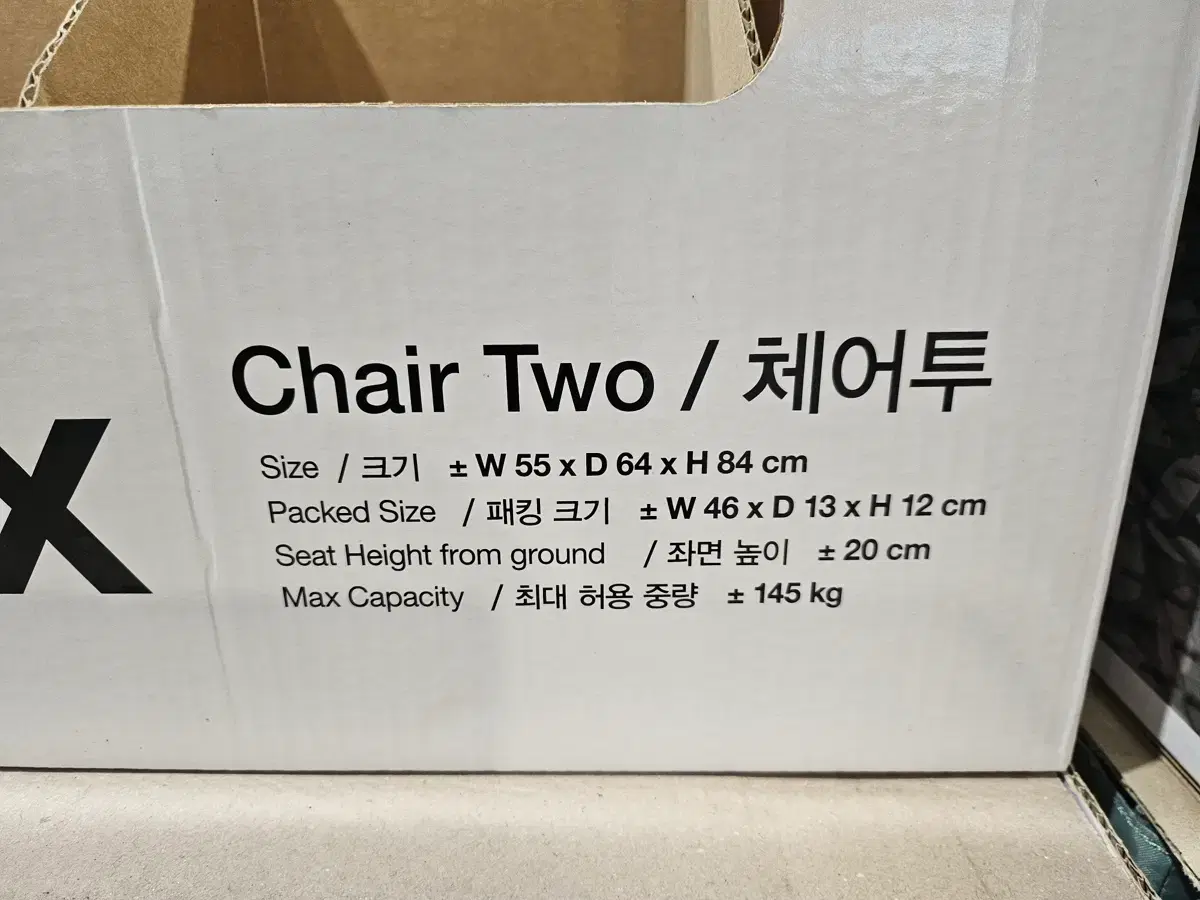 Chair Two / 체어투
Size / 크기 ± W 55 x D 64 x H 84 cm
Packed Size / 패킹 크기 ± W 46 x D 13 x H 12 cm
Seat Height from ground / 좌면 높이 ± 20 cm
Max Capacity / 최대 허용 중량 ± 145 kg
x